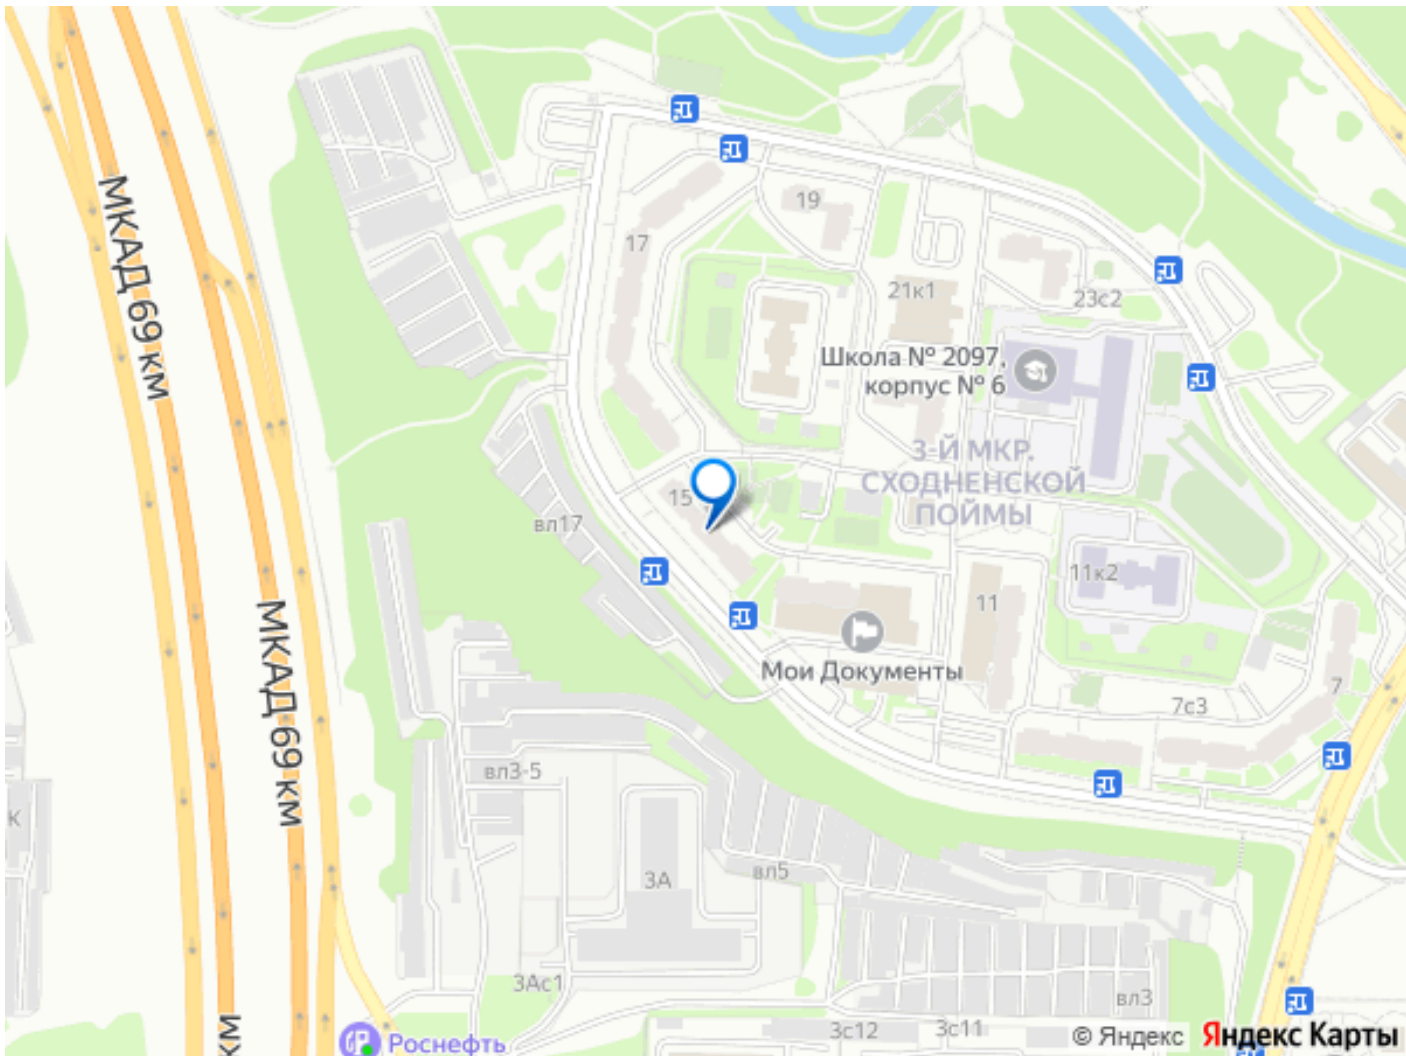 19
17
МКАД 69 км
21к1
23с2
Школа № 2097,
корпус № 6
3-Й МКР.
СХОДНЕНСКОЙ
ПОЙМЫ
15
вл17
11к2
11
МКАД 69 км
Мои Документы
7
7с3
вл3-5
К
3А
вл5
3Ас1
вл3
3с12
3с11
км
Роснефть
© Яндекс
Яндекс Карты